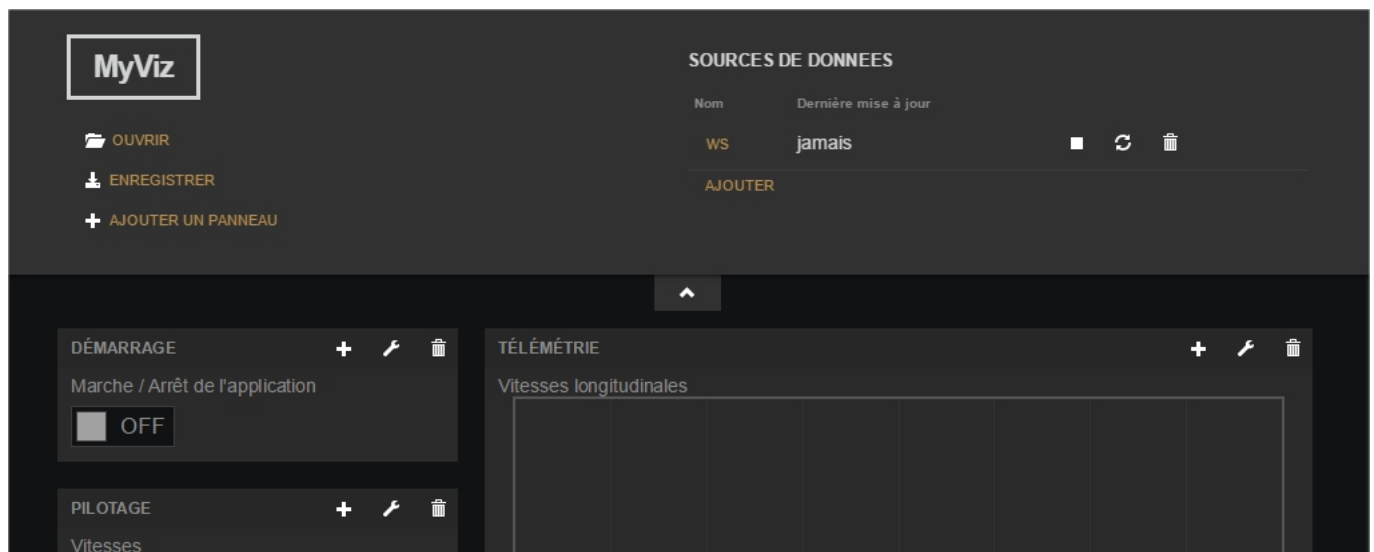 MyViz
OUVRIR
ENREGISTRER
AJOUTER UN PANNEAU
SOURCES DE DONNEES
Nom Dernière mise à jour
WS jamais
AJOUTER
DÉMARRAGE
Marche / Arrêt de l'application
OFF
PILOTAGE
Vitesses
TÉLÉMÉTRIE
Vitesses longitudinales